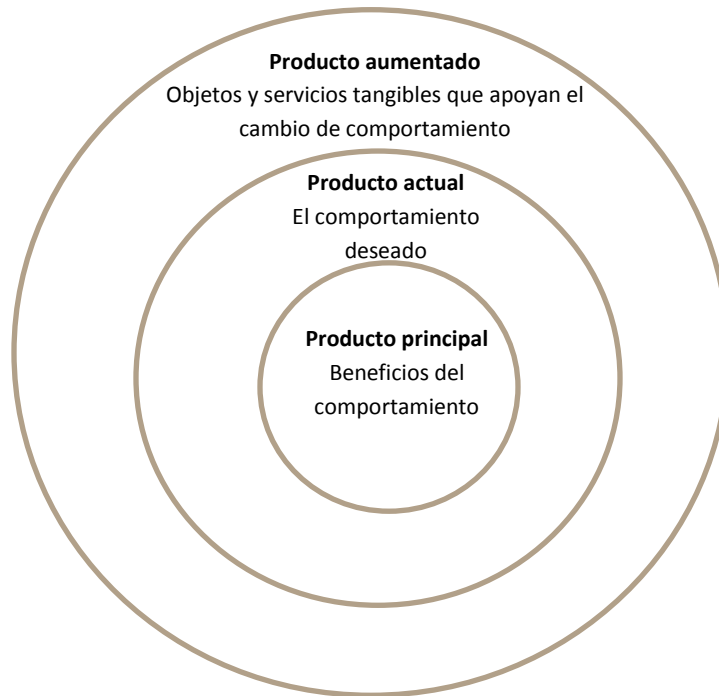 Producto aumentado
Objetos y servicios tangibles que apoyan el
cambio de comportamiento
Producto actual
El comportamiento
deseado
Producto principal
Beneficios del
comportamiento